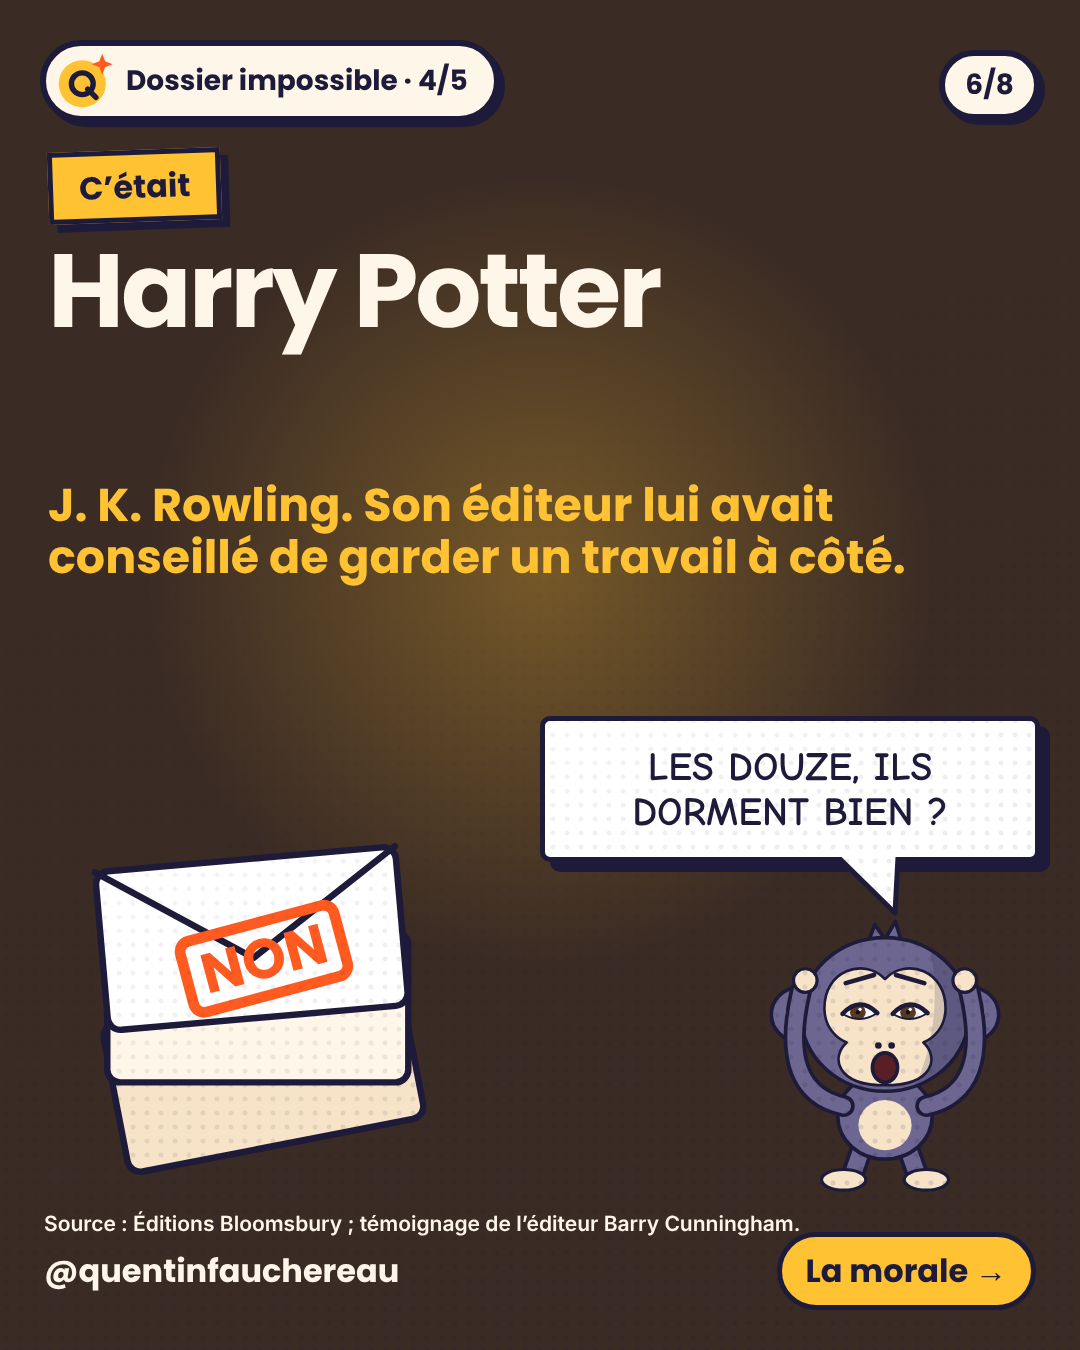 Q Dossier impossible · 4/5
6/8
C’était
Harry Potter
J. K. Rowling. Son éditeur lui avait
conseillé de garder un travail à côté.
LES DOUZE, ILS
DORMENT BIEN ?
NON
Source : Éditions Bloomsbury ; témoignage de l’éditeur Barry Cunningham.
@quentinfauchereau
La morale →